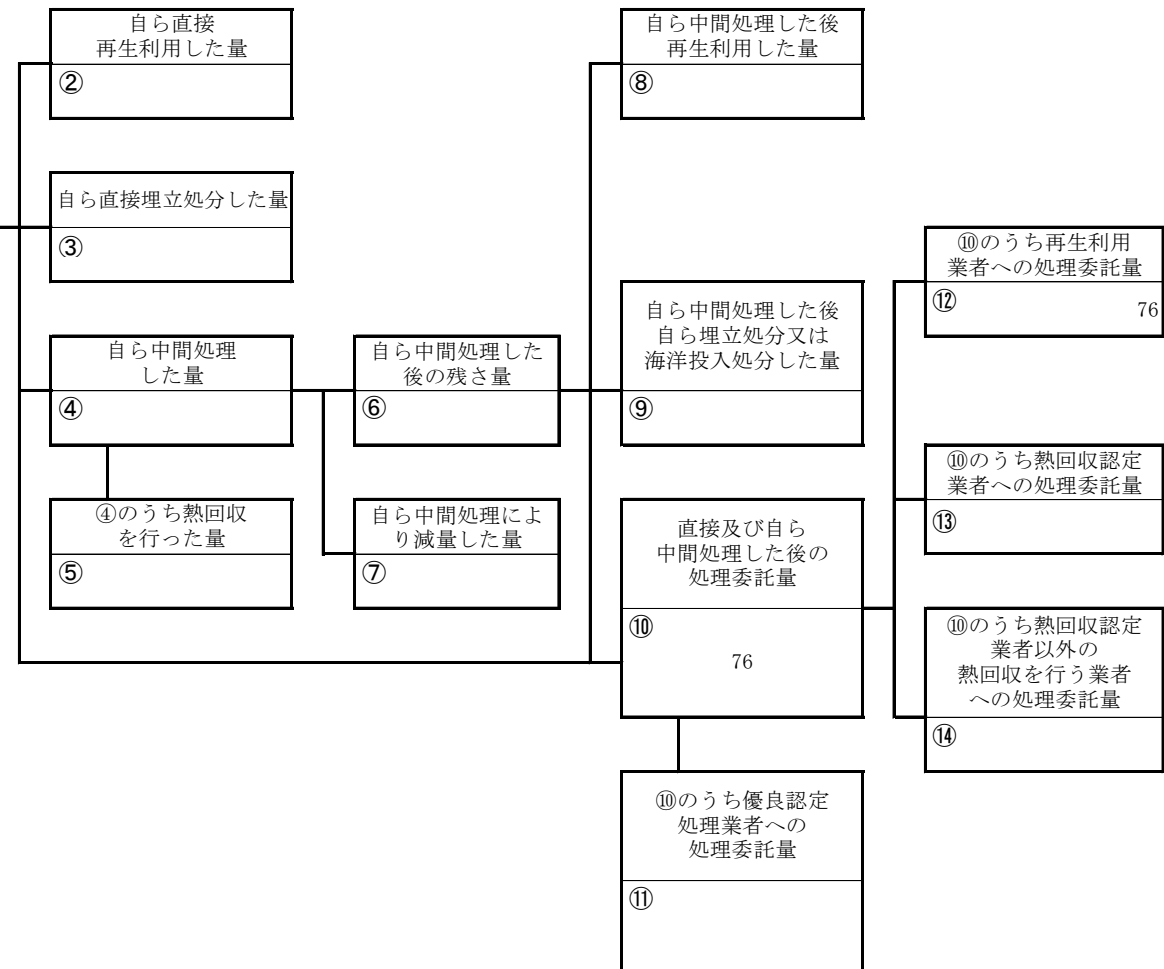 自ら直接
再生利用した量
②
自ら中間処理した後
再生利用した量
⑧
自ら直接埋立処分した量
③
⑩のうち再生利用
業者への処理委託量
⑫
76
自ら中間処理
した量
④
自ら中間処理した
後の残さ量
⑥
自ら中間処理した後
自ら埋立処分又は
海洋投入処分した量
⑨
⑩のうち熱回収認定
業者への処理委託量
⑬
④のうち熱回収
を行った量
⑤
自ら中間処理によ
り減量した量
⑦
直接及び自ら
中間処理した後の
処理委託量
⑩
76
⑩のうち熱回収認定
業者以外の
熱回収を行う業者
への処理委託量
⑭
⑩のうち優良認定
処理業者への
処理委託量
⑪